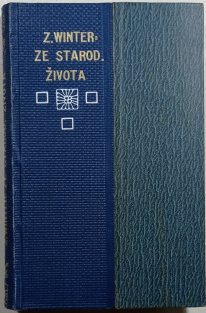 Z. WINTER:
ZE STAROD.
ŽIVOTA